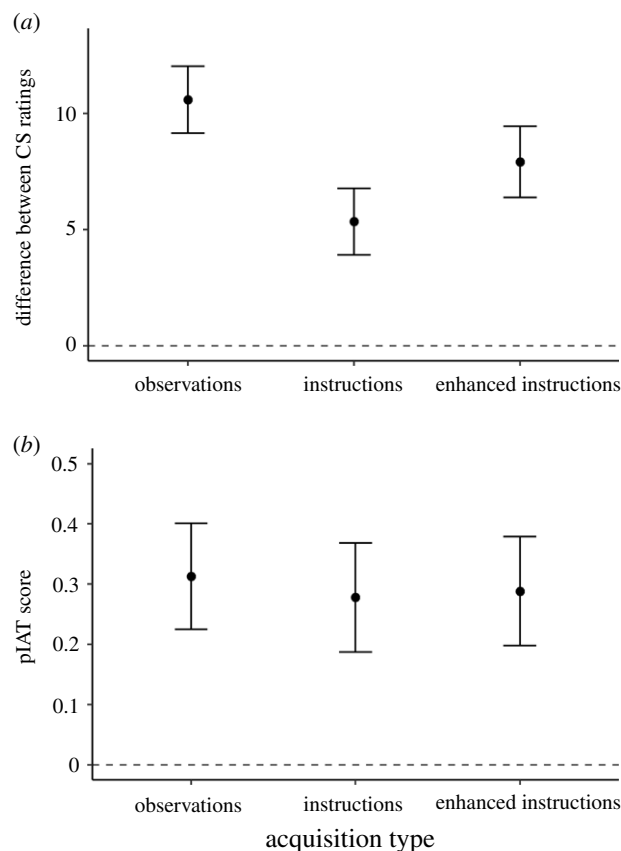 (a)
difference between CS ratings
10
5
0
observations
instructions
enhanced instructions
(b)
pIAT score
0.5
0.4
0.3
0.2
0.1
0
observations
instructions
enhanced instructions
acquisition type